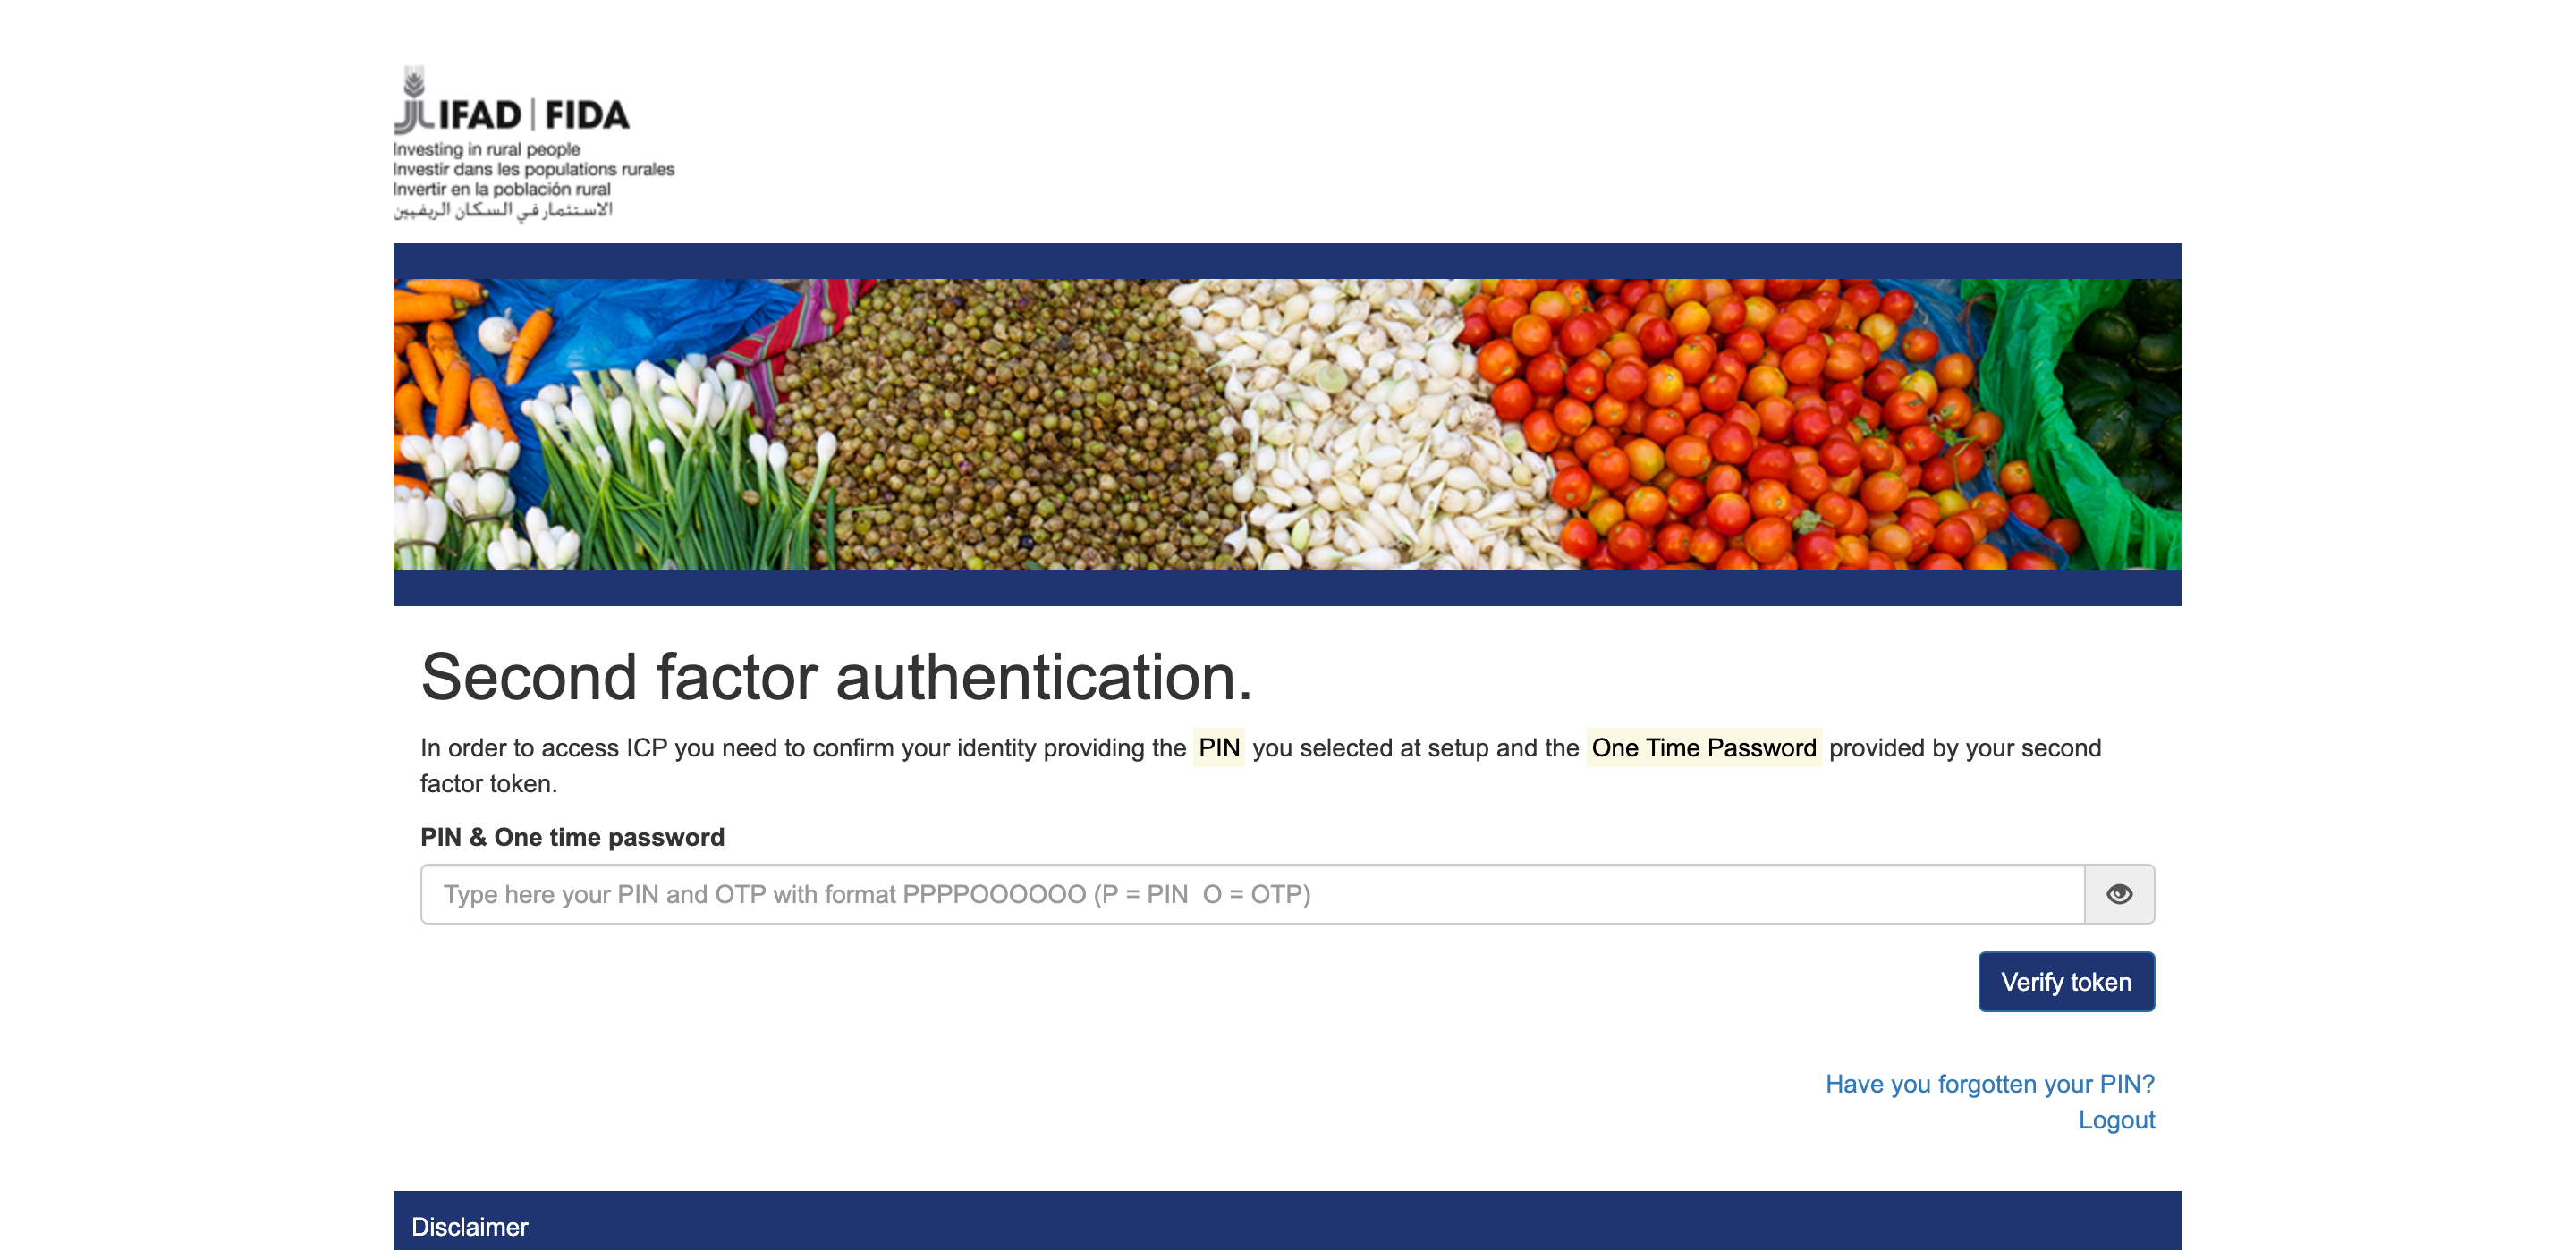 IFAD | FIDA
Investing in rural people
Investir dans les populations rurales
Invertir en la población rural
الاستثمار في السكان الريفيين
Second factor authentication.
In order to access ICP you need to confirm your identity providing the PIN you selected at setup and the One Time Password provided by your second
factor token.
PIN & One time password
Type here your PIN and OTP with format PPPPOOOOOO (P = PIN  O = OTP)
Verify token
Have you forgotten your PIN?
Logout
Disclaimer